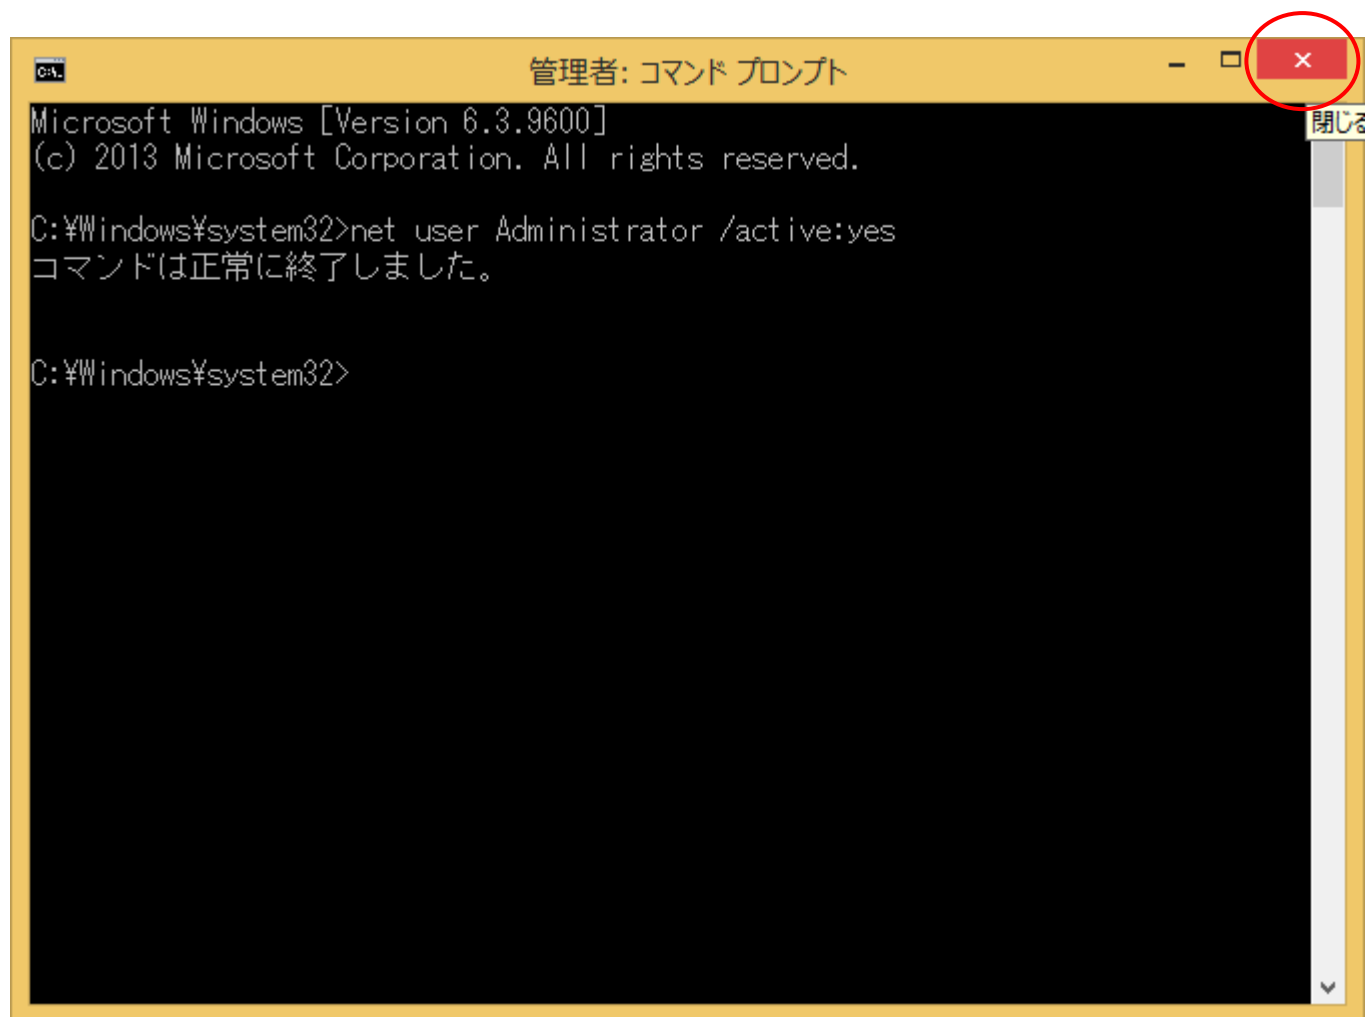 管理者: コマンド プロンプト
閉じる
Microsoft Windows [Version 6.3.9600]
(c) 2013 Microsoft Corporation. All rights reserved.
C:¥Windows¥system32>net user Administrator /active:yes
コマンドは正常に終了しました。
C:¥Windows¥system32>